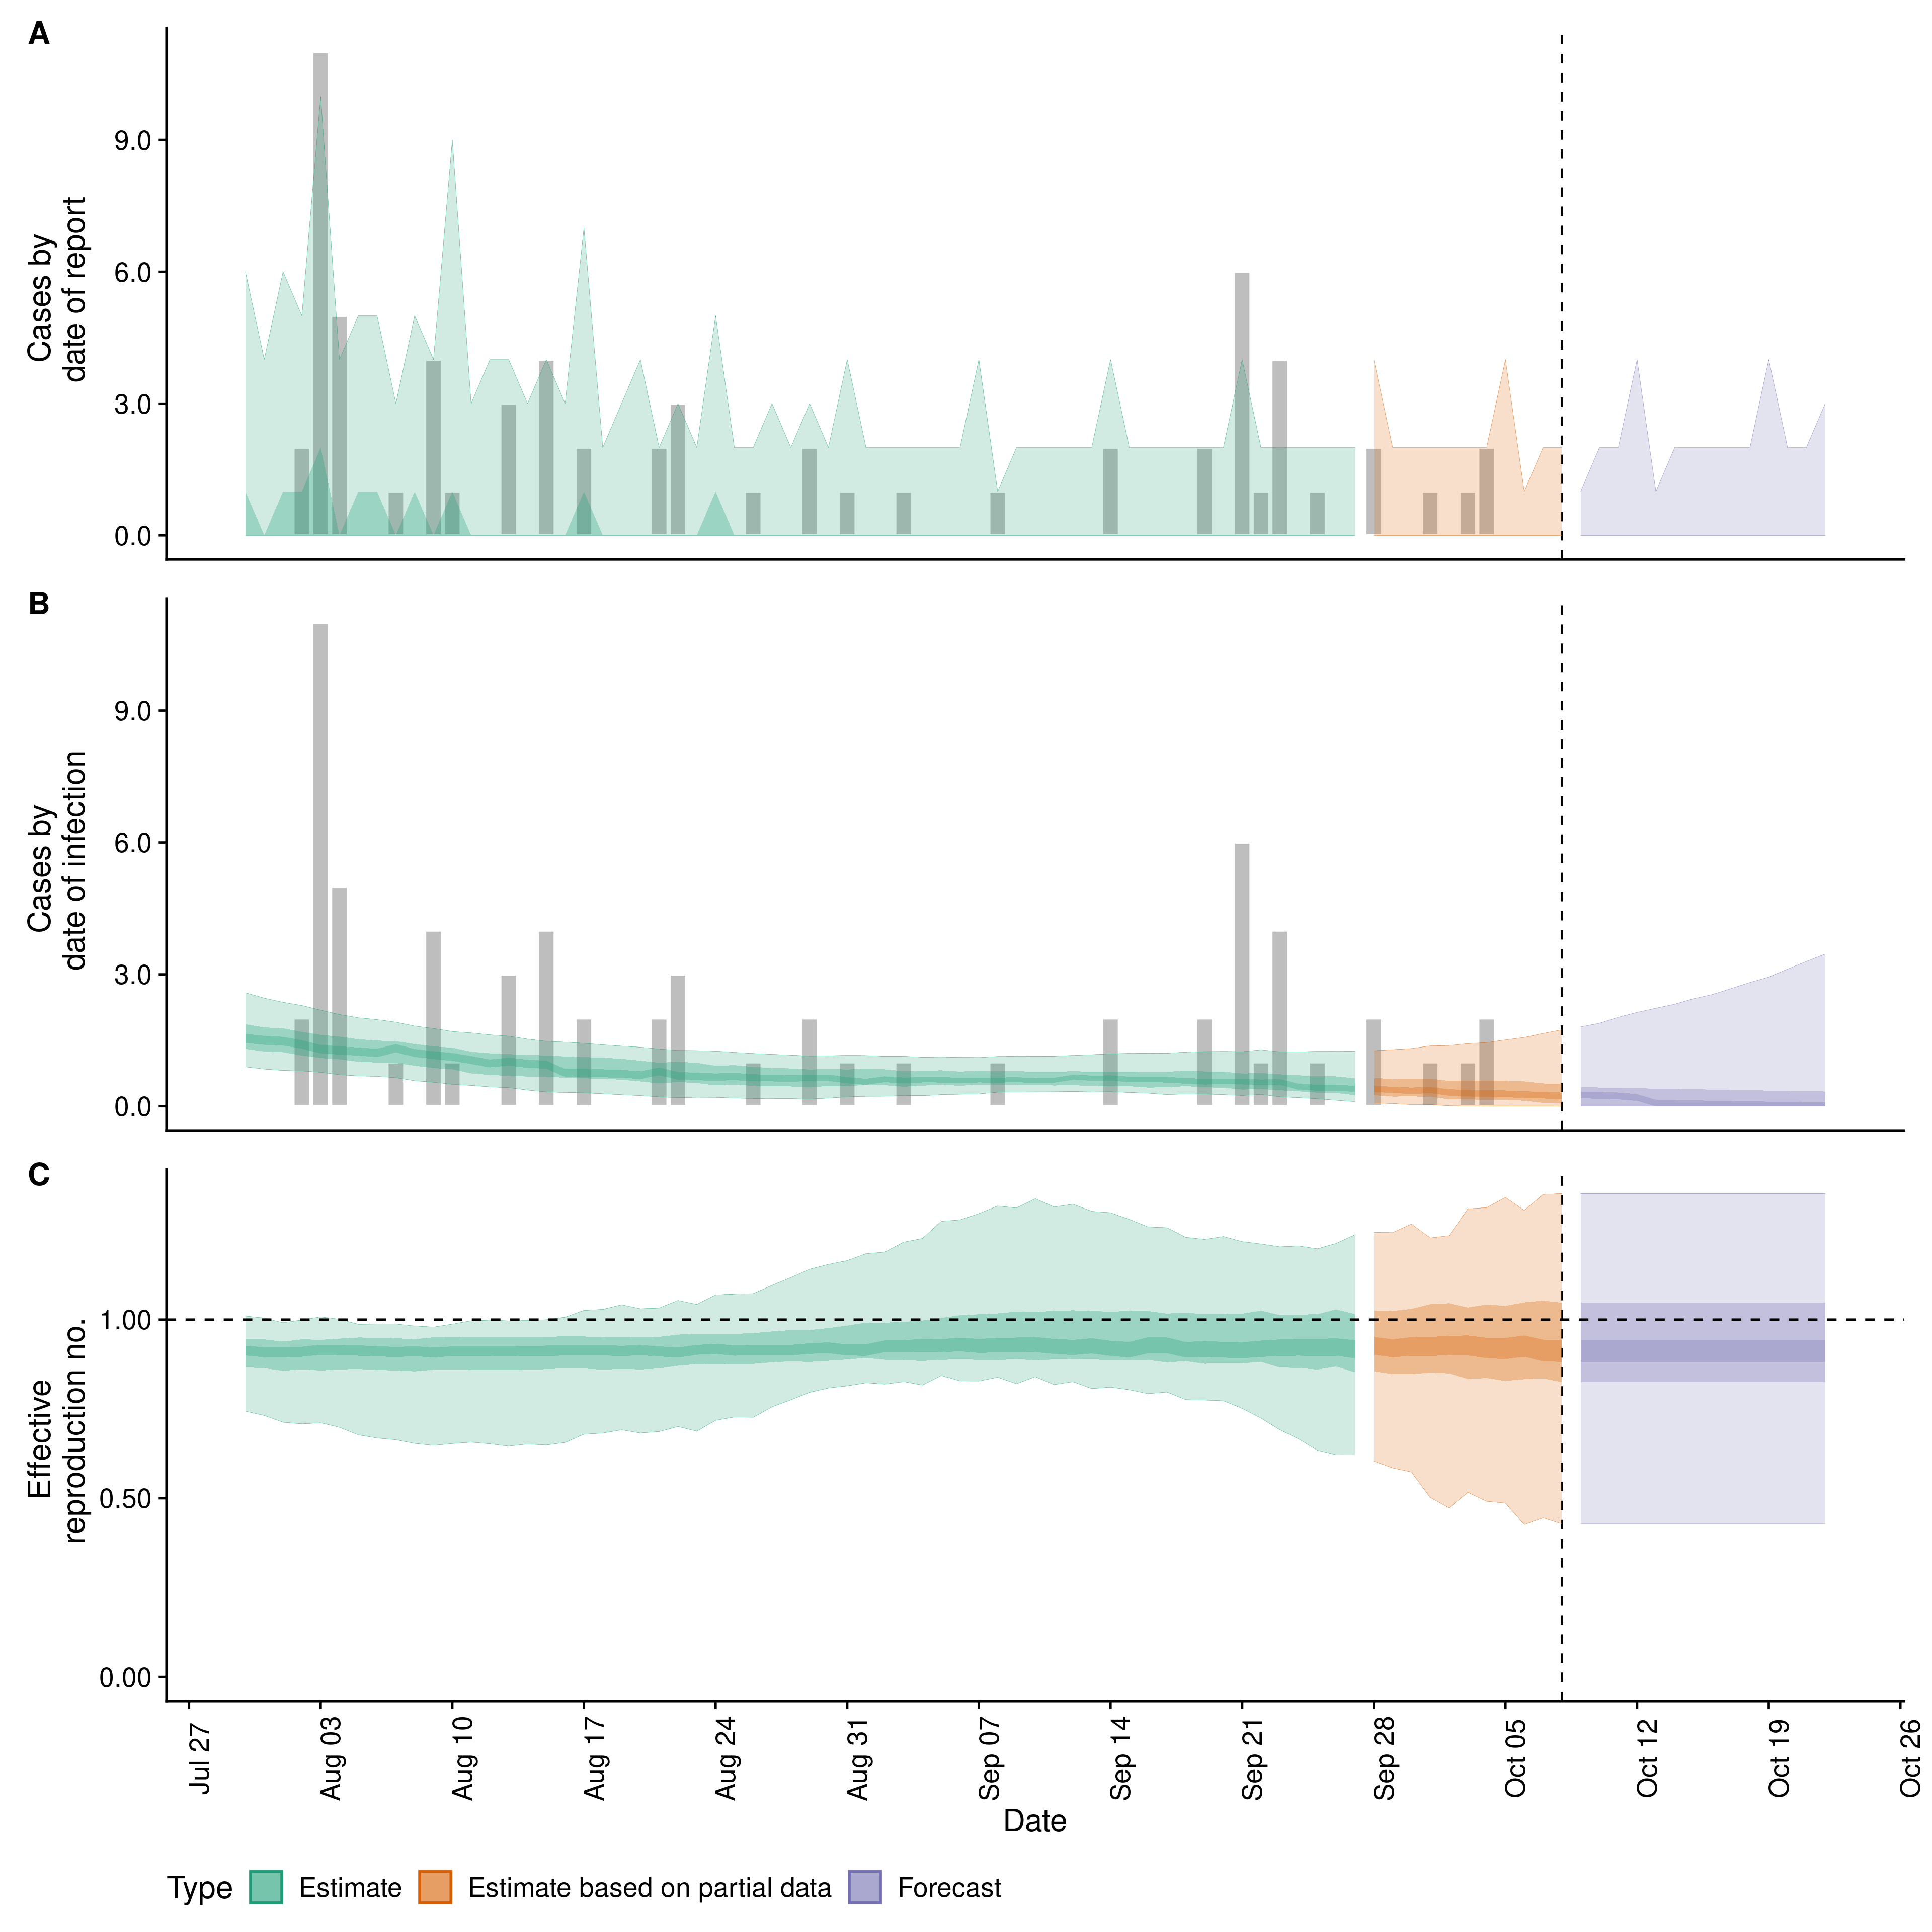 A
Cases by
date of report
9.0
6.0
3.0
0.0
B
Cases by
date of infection
9.0
6.0
3.0
0.0
C
Effective
reproduction no.
1.00
0.50
0.00
Jul 27
Aug 03
Aug 10
Aug 17
Aug 24
Aug 31
Sep 07
Sep 14
Sep 21
Sep 28
Oct 05
Oct 12
Oct 19
Oct 26
Date
Type Estimate Estimate based on partial data Forecast